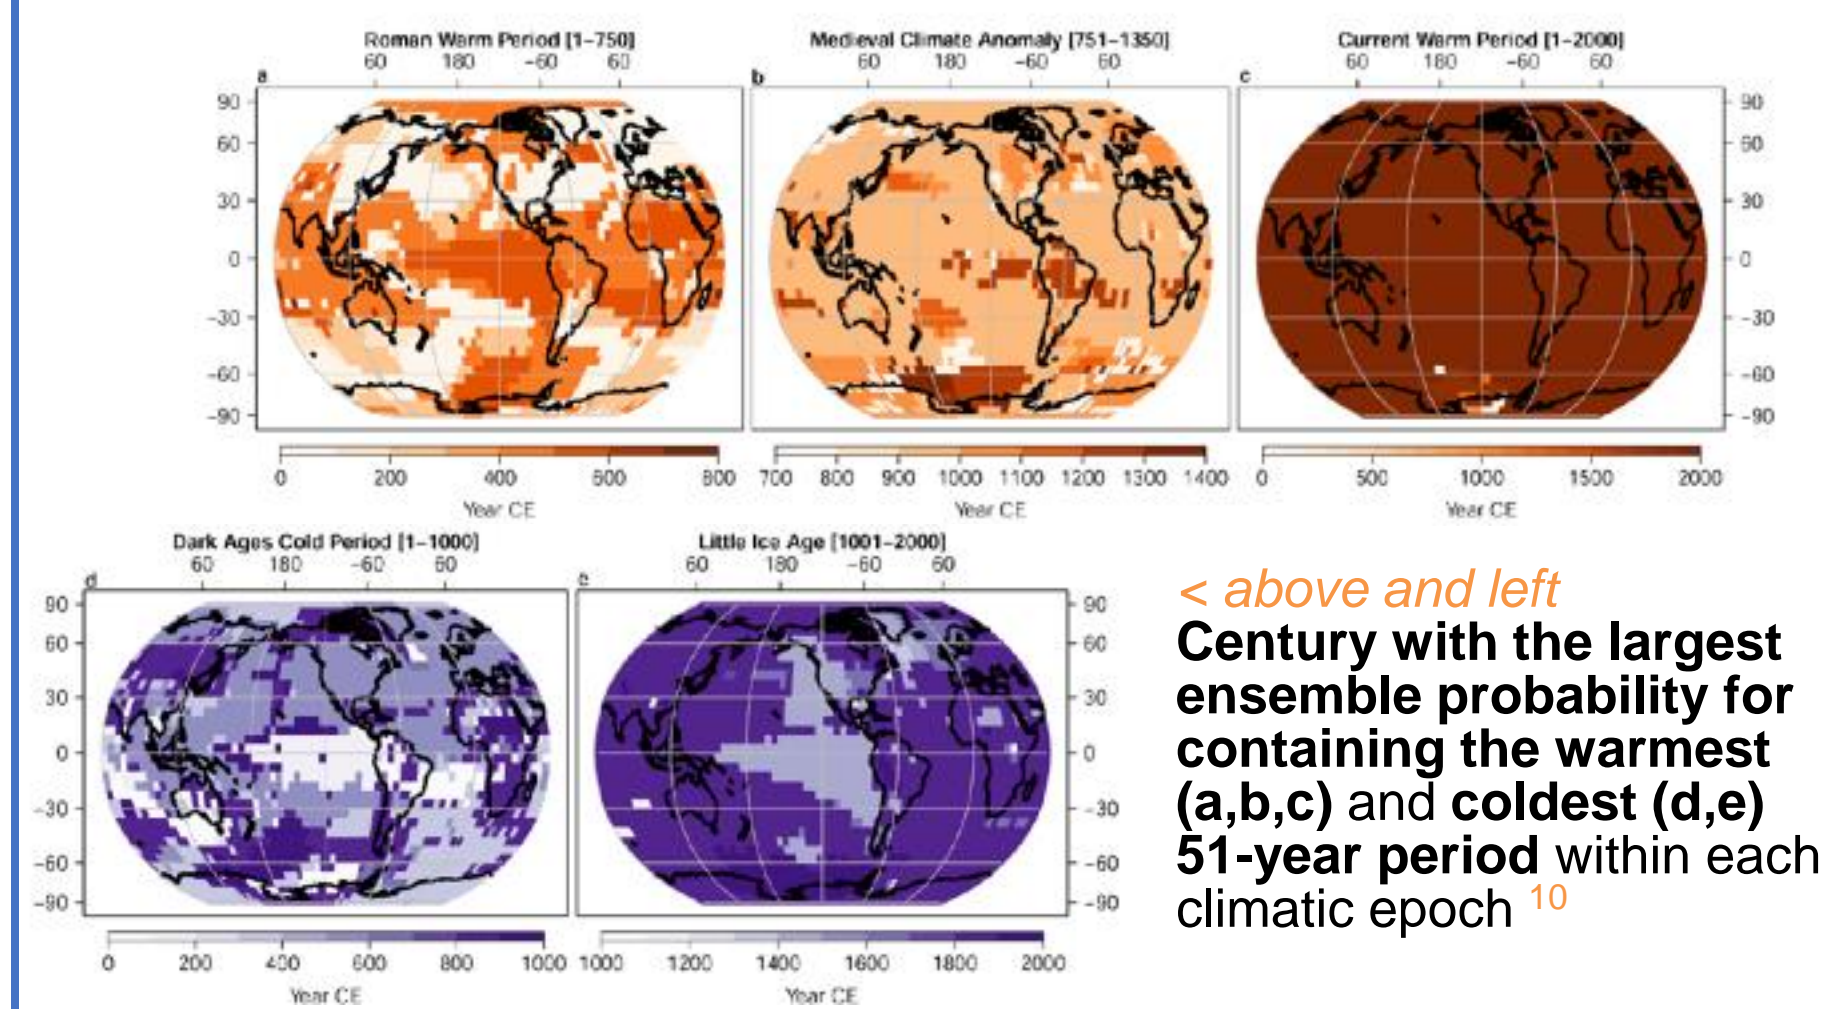 Roman Warm Period [1–750]
60 180 −60 60
Medieval Climate Anomaly [751–1350]
60 180 −60 60
Current Warm Period [1–2000]
60 180 −60 60
a
b
c
90
60
30
0
−30
−60
−90
90
60
30
0
−30
−60
−90
0 200 400 600 800
Year CE
700 800 900 1000 1100 1200 1300 1400
Year CE
0 500 1000 1500 2000
Year CE
Dark Ages Cold Period [1–1000]
60 180 −60 60
Little Ice Age [1001–2000]
60 180 −60 60
d
e
90
60
30
0
−30
−60
−90
90
60
30
0
−30
−60
−90
0 200 400 600 800 1000
Year CE
1000 1200 1400 1600 1800 2000
Year CE
< above and left
Century with the largest
ensemble probability for
containing the warmest
(a,b,c) and coldest (d,e)
51-year period within each
climatic epoch 10